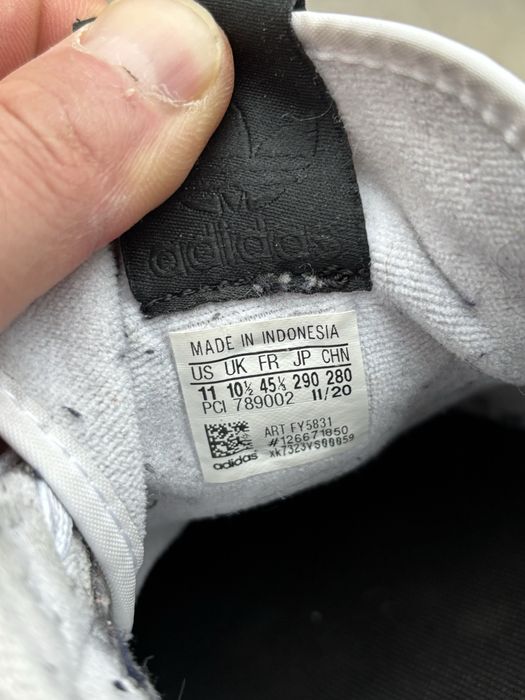 adidas
MADE IN INDONESIA
US UK FR JP CHN
11 10½ 45⅓ 290 280
PCI 789002 11/20
ART FY5831
#126671850
xk7323YS00859
adidas